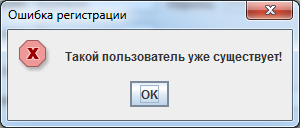 Ошибка регистрации
Такой пользователь уже существует!
OK